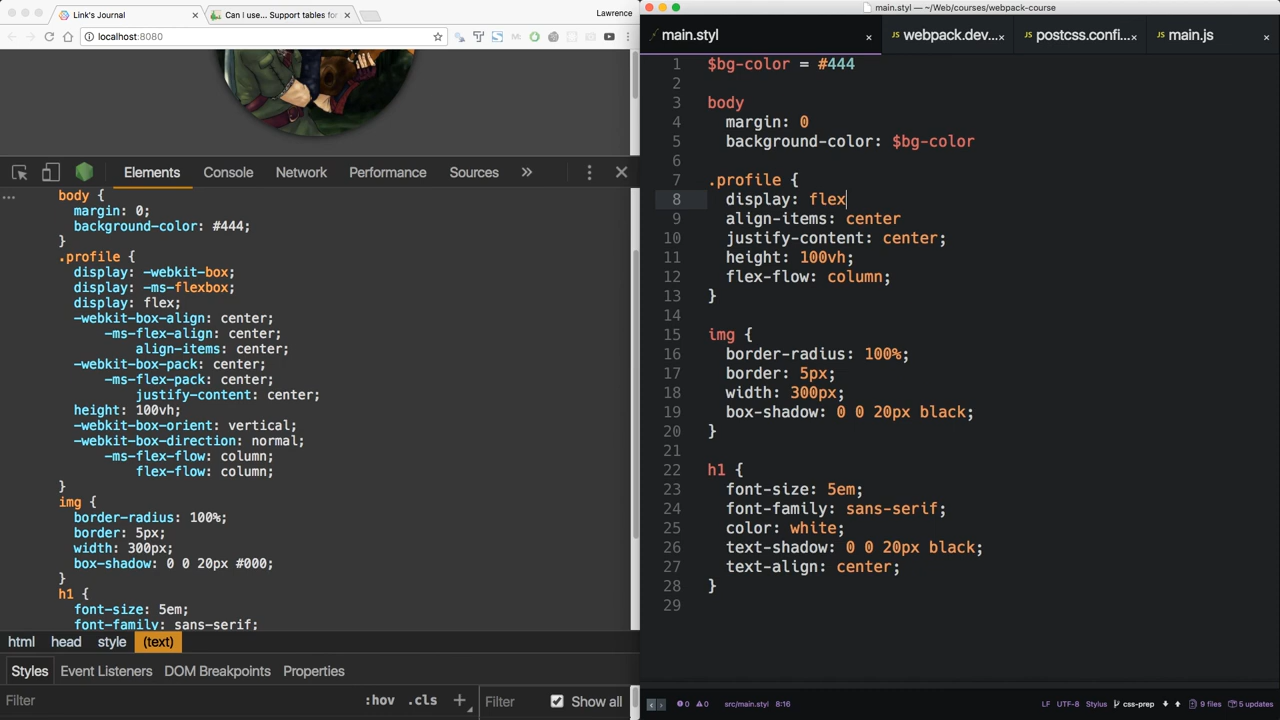 Link's Journal
×
Can I use... Support tables for
×
Lawrence
localhost:8080
Elements
Console
Network
Performance
Sources
»
body {
margin: 0;
background-color: #444;
}
.profile {
display: -webkit-box;
display: -ms-flexbox;
display: flex;
-webkit-box-align: center;
-ms-flex-align: center;
align-items: center;
-webkit-box-pack: center;
-ms-flex-pack: center;
justify-content: center;
height: 100vh;
-webkit-box-orient: vertical;
-webkit-box-direction: normal;
-ms-flex-flow: column;
flex-flow: column;
}
img {
border-radius: 100%;
border: 5px;
width: 300px;
box-shadow: 0 0 20px #000;
}
h1 {
font-size: 5em;
font-family: sans-serif;
html head style (text)
Styles Event Listeners DOM Breakpoints Properties
Filter :hov .cls + Filter Show all
main.styl — ~/Web/courses/webpack-course
main.styl ×
JS webpack.dev... ×
JS postcss.confi... ×
JS main.js ×
1 $bg-color = #444
2
3 body
4 margin: 0
5 background-color: $bg-color
6
7 .profile {
8 display: flex
9 align-items: center
10 justify-content: center;
11 height: 100vh;
12 flex-flow: column;
13 }
14
15 img {
16 border-radius: 100%;
17 border: 5px;
18 width: 300px;
19 box-shadow: 0 0 20px black;
20 }
21
22 h1 {
23 font-size: 5em;
24 font-family: sans-serif;
25 color: white;
26 text-shadow: 0 0 20px black;
27 text-align: center;
28 }
29
0 0 src/main.styl 8:16 LF UTF-8 Stylus css-prep 9 files 5 updates